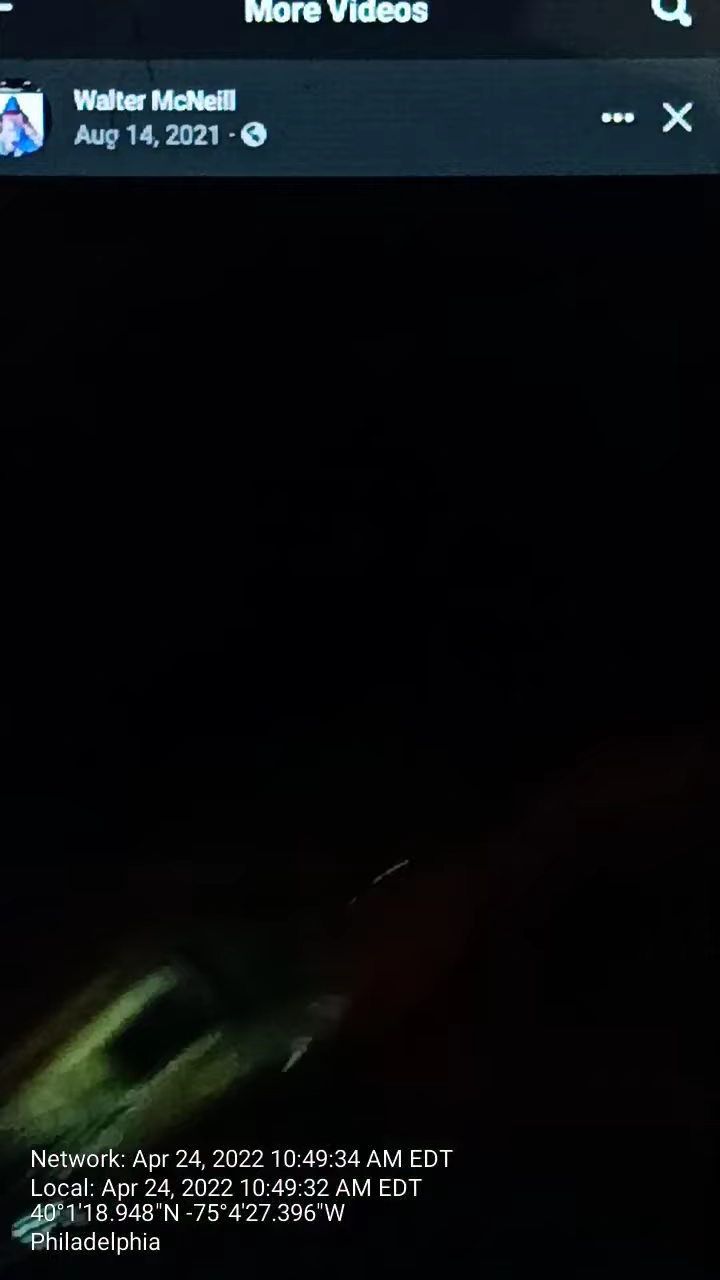 More Videos
Walter McNeill
Aug 14, 2021 ·
Network: Apr 24, 2022 10:49:34 AM EDT
Local: Apr 24, 2022 10:49:32 AM EDT
40°1'18.948"N -75°4'27.396"W
Philadelphia